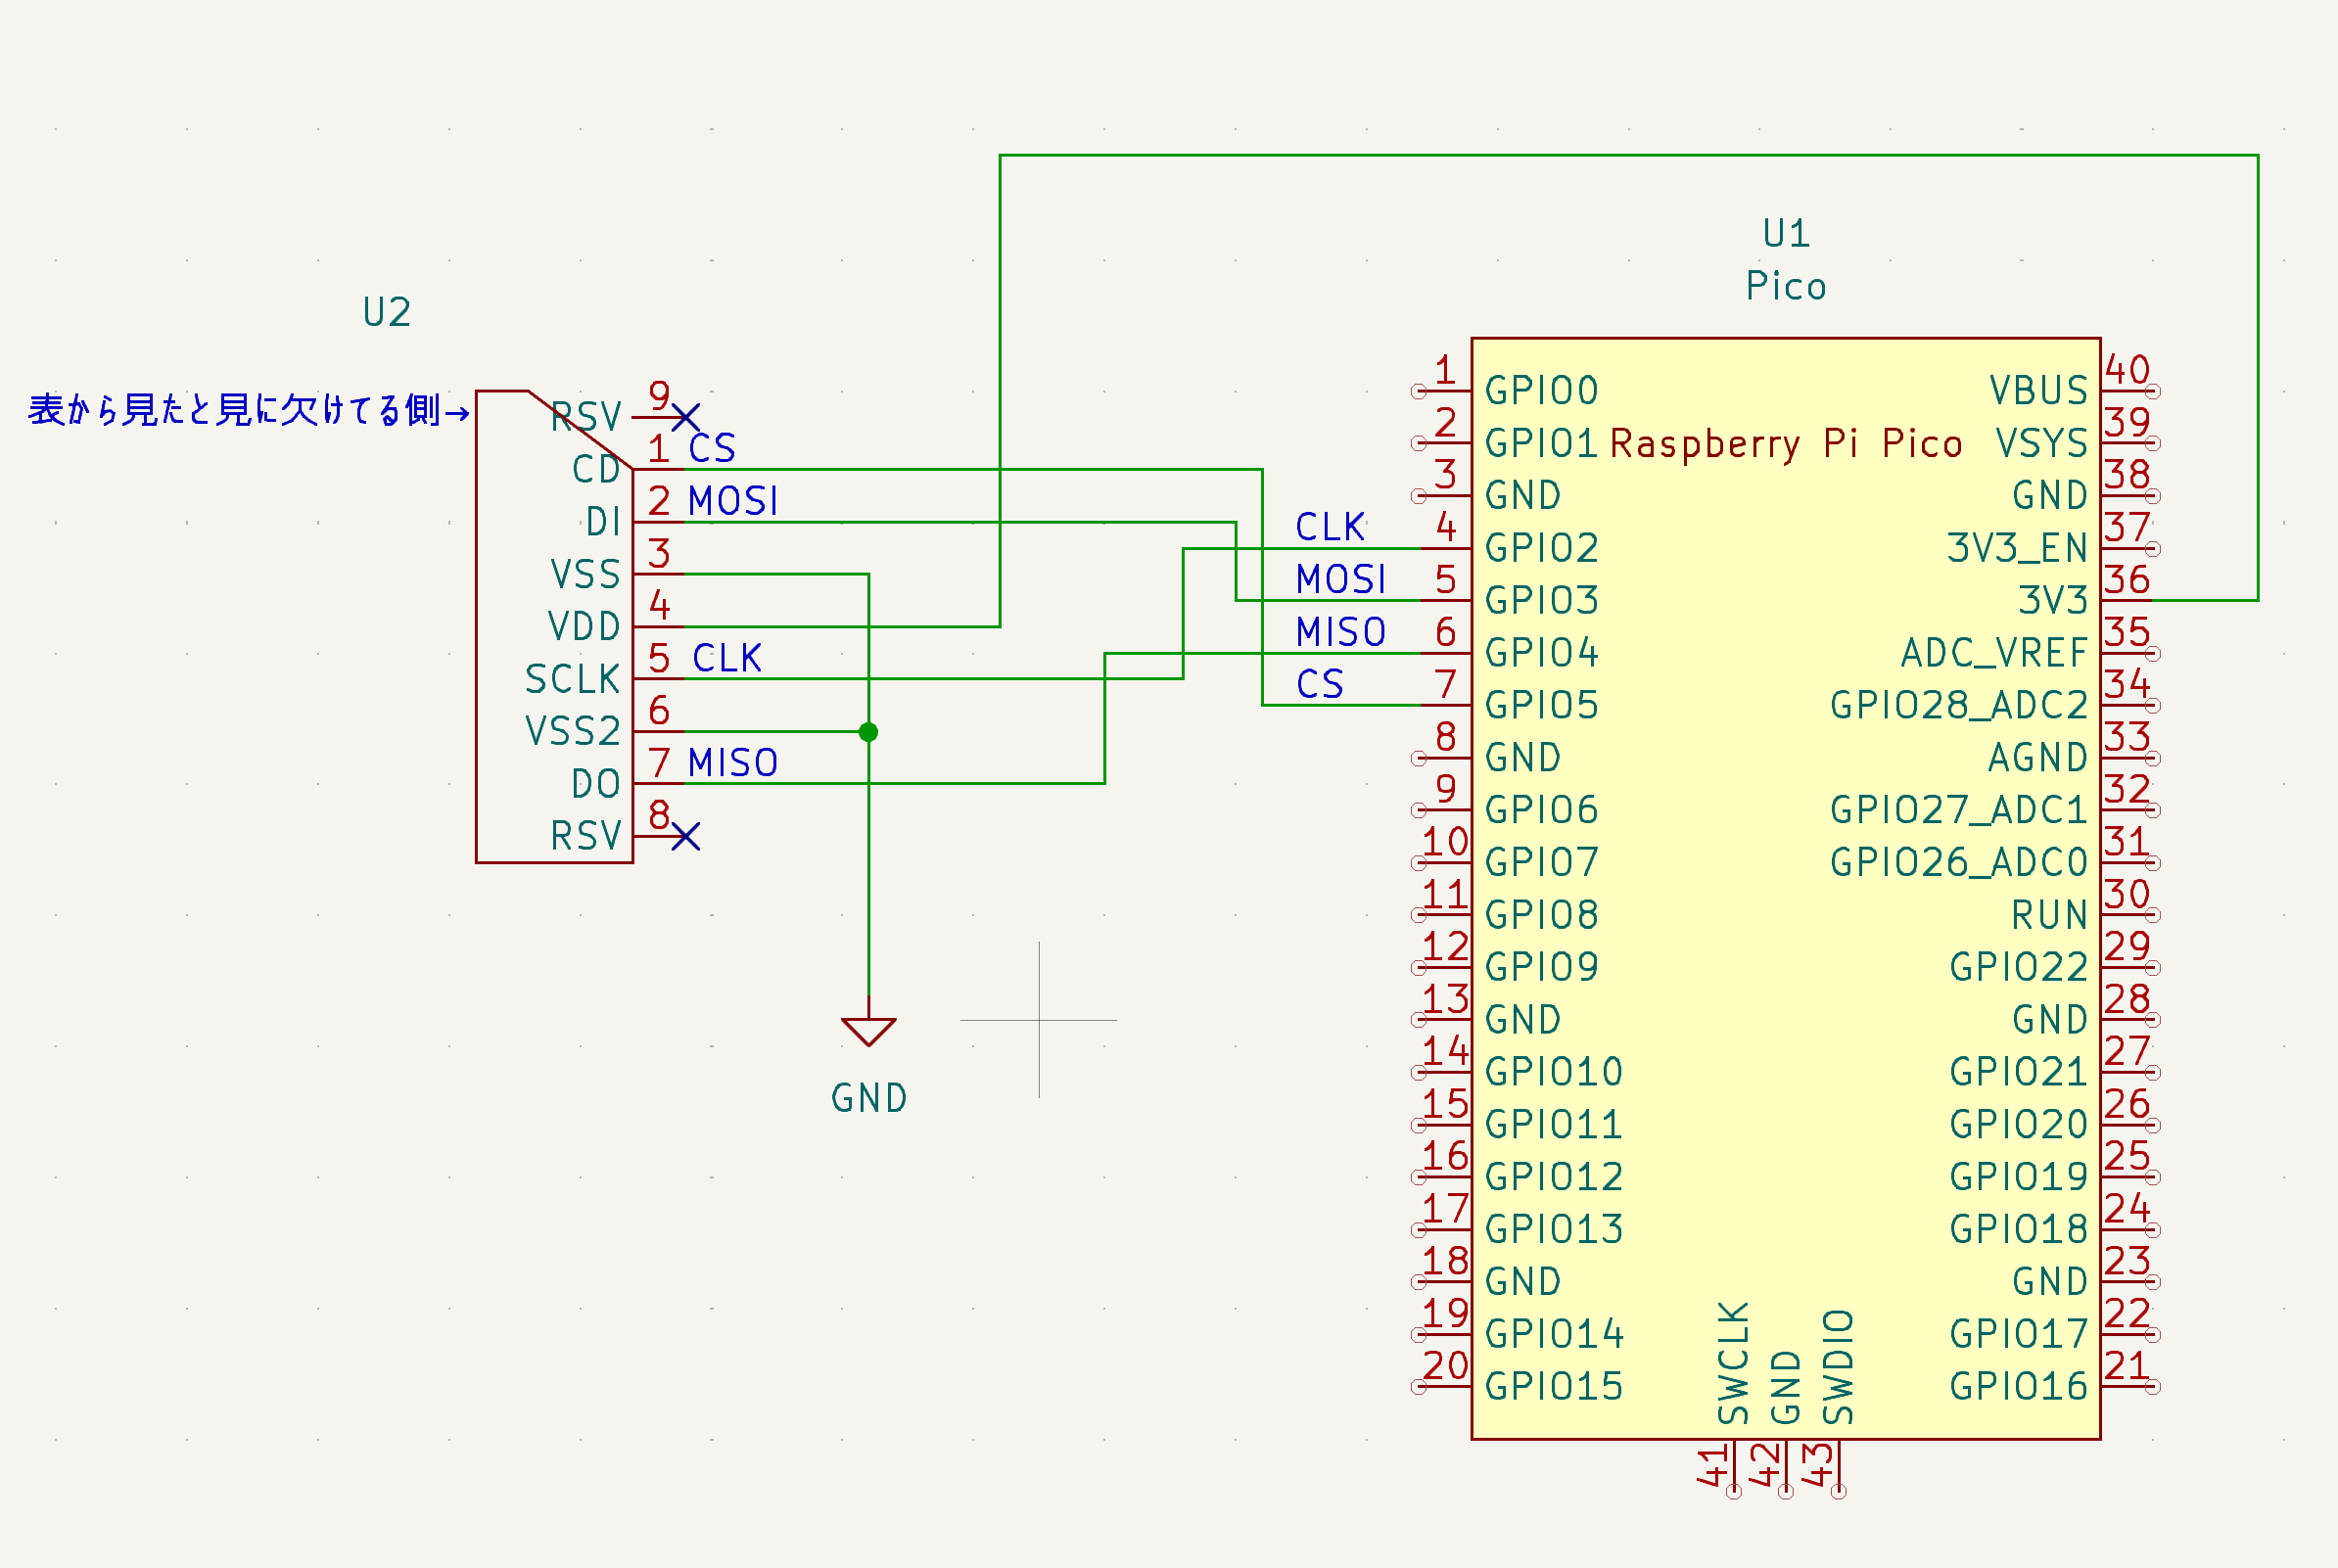 U1
Pico
U2
表から見たと見に欠けてる側→
RSV 9
CD 1 CS
DI 2 MOSI
VSS 3
VDD 4
SCLK 5 CLK
VSS2 6
DO 7 MISO
RSV 8
GND
CLK
MOSI
MISO
CS
Raspberry Pi Pico
1 GPIO0
2 GPIO1
3 GND
4 GPIO2
5 GPIO3
6 GPIO4
7 GPIO5
8 GND
9 GPIO6
10 GPIO7
11 GPIO8
12 GPIO9
13 GND
14 GPIO10
15 GPIO11
16 GPIO12
17 GPIO13
18 GND
19 GPIO14
20 GPIO15
VBUS 40
VSYS 39
GND 38
3V3_EN 37
3V3 36
ADC_VREF 35
GPIO28_ADC2 34
AGND 33
GPIO27_ADC1 32
GPIO26_ADC0 31
RUN 30
GPIO22 29
GND 28
GPIO21 27
GPIO20 26
GPIO19 25
GPIO18 24
GND 23
GPIO17 22
GPIO16 21
SWCLK 41
GND 42
SWDIO 43